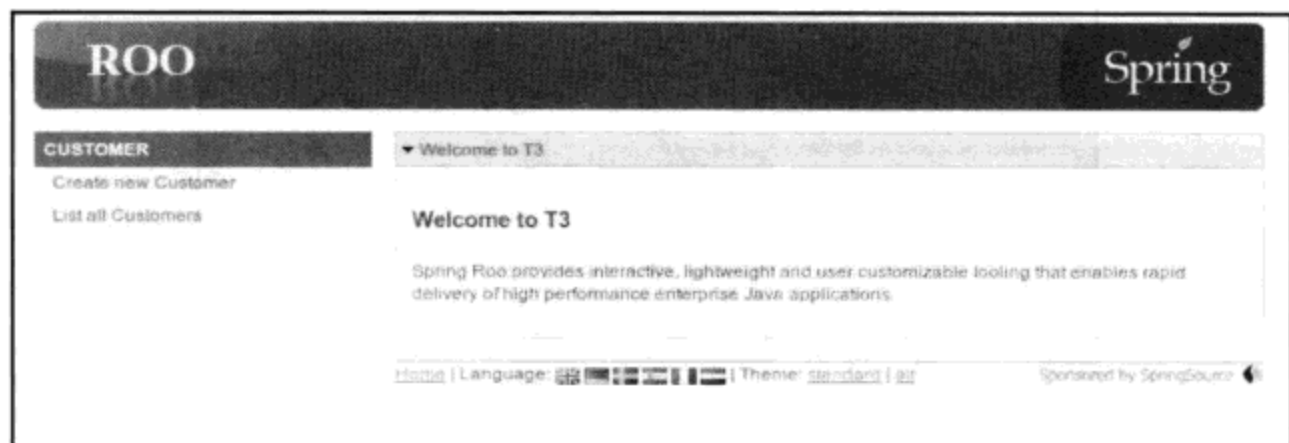 ROO
Spring
CUSTOMER
Create new Customer
List all Customers
Welcome to T3
Welcome to T3
Spring Roo provides interactive, lightweight and user customizable tooling that enables rapid
delivery of high performance enterprise Java applications.
Home | Language: | Theme: standard | alt
Sponsored by SpringSource